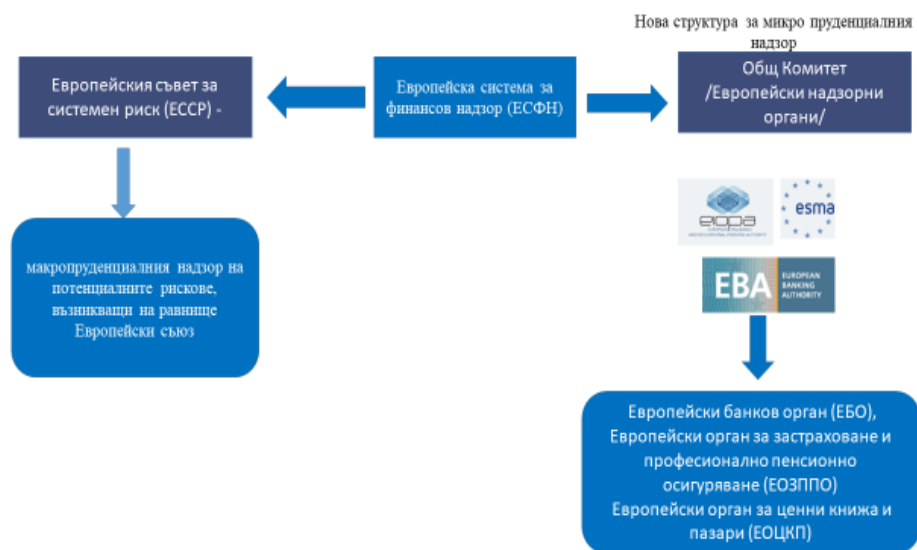 Нова структура за микро пруденциалния
надзор
Европейския съвет за
системен риск (ЕССР) -
Европейска система за
финансов надзор (ЕСФН)
Общ Комитет
/Европейски надзорни
органи/
макропруденциалния надзор на
потенциалните рискове,
възникващи на равнище
Европейски съюз
eiopa
esma
EBA
EUROPEAN
BANKING
AUTHORITY
Европейски банков орган (ЕБО),
Европейски орган за застраховане и
професионално пенсионно
осигуряване (ЕОЗППО)
Европейски орган за ценни книжа и
пазари (ЕОЦКП)